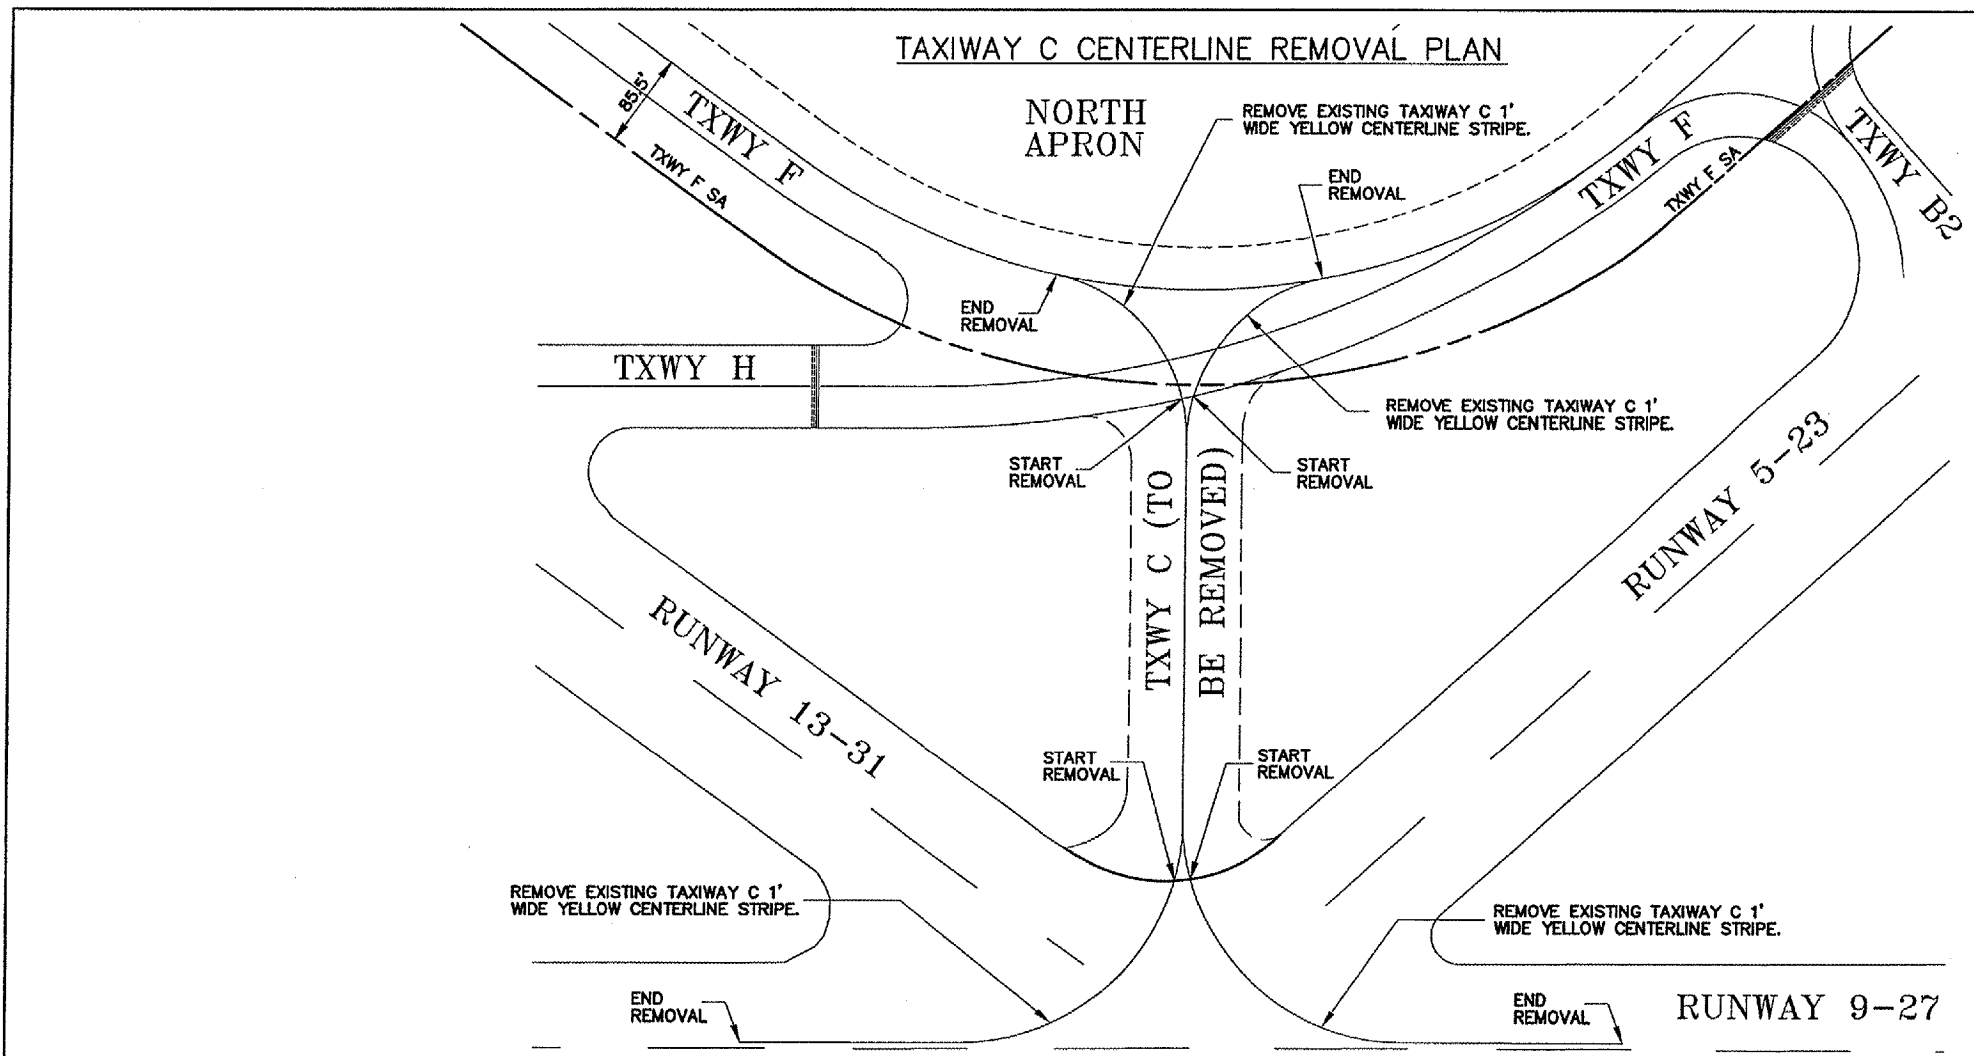 TAXIWAY C CENTERLINE REMOVAL PLAN
NORTH
APRON
REMOVE EXISTING TAXIWAY C 1'
WIDE YELLOW CENTERLINE STRIPE.
85.5'
TXWY F
TXWY F SA
END
REMOVAL
TXWY F
TXWY F SA
TXWY B2
END
REMOVAL
TXWY H
REMOVE EXISTING TAXIWAY C 1'
WIDE YELLOW CENTERLINE STRIPE.
START
REMOVAL
START
REMOVAL
TXWY C (TO
BE REMOVED)
RUNWAY 5-23
RUNWAY 13-31
START
REMOVAL
START
REMOVAL
REMOVE EXISTING TAXIWAY C 1'
WIDE YELLOW CENTERLINE STRIPE.
REMOVE EXISTING TAXIWAY C 1'
WIDE YELLOW CENTERLINE STRIPE.
END
REMOVAL
END
REMOVAL
RUNWAY 9-27